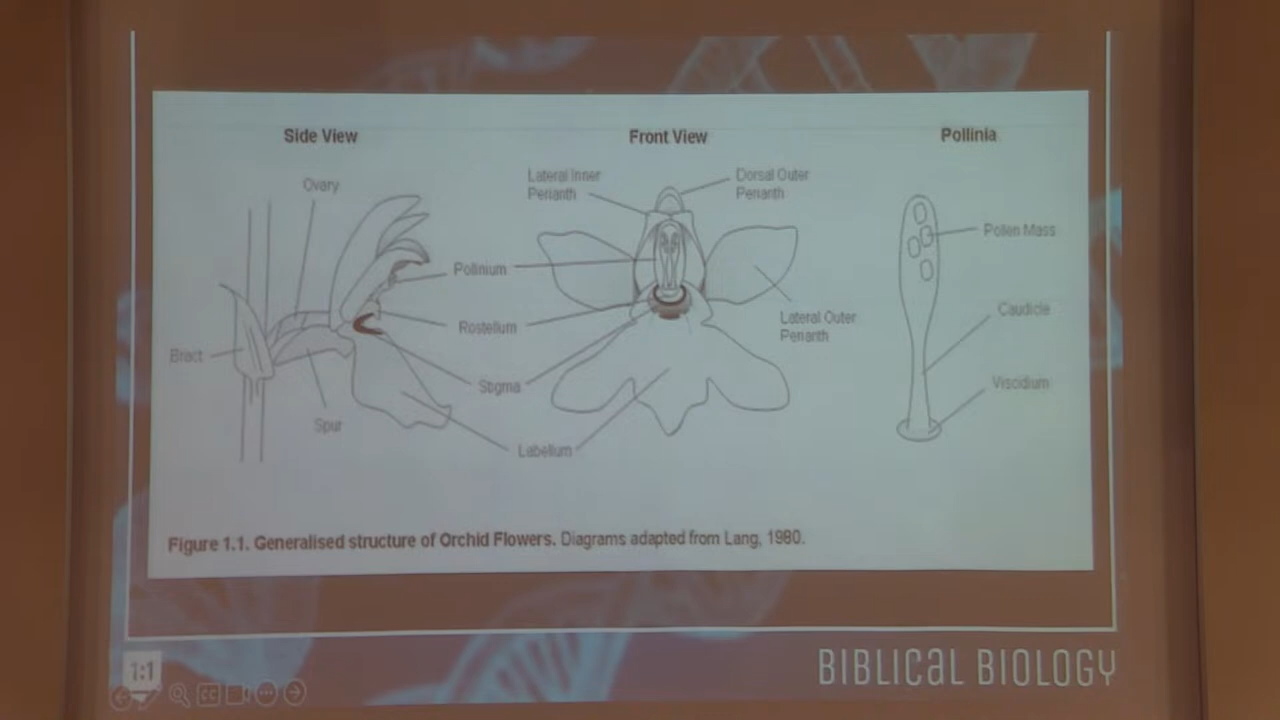 Side View
Front View
Pollinia
Ovary
Lateral Inner
Perianth
Dorsal Outer
Perianth
Pollen Mass
Pollinium
Caudicle
Lateral Outer
Perianth
Rostellum
Bract
Stigma
Viscidium
Spur
Labellum
Figure 1.1. Generalised structure of Orchid Flowers. Diagrams adapted from Lang, 1980.
BIBLICAL BIOLOGY
1:1
CC